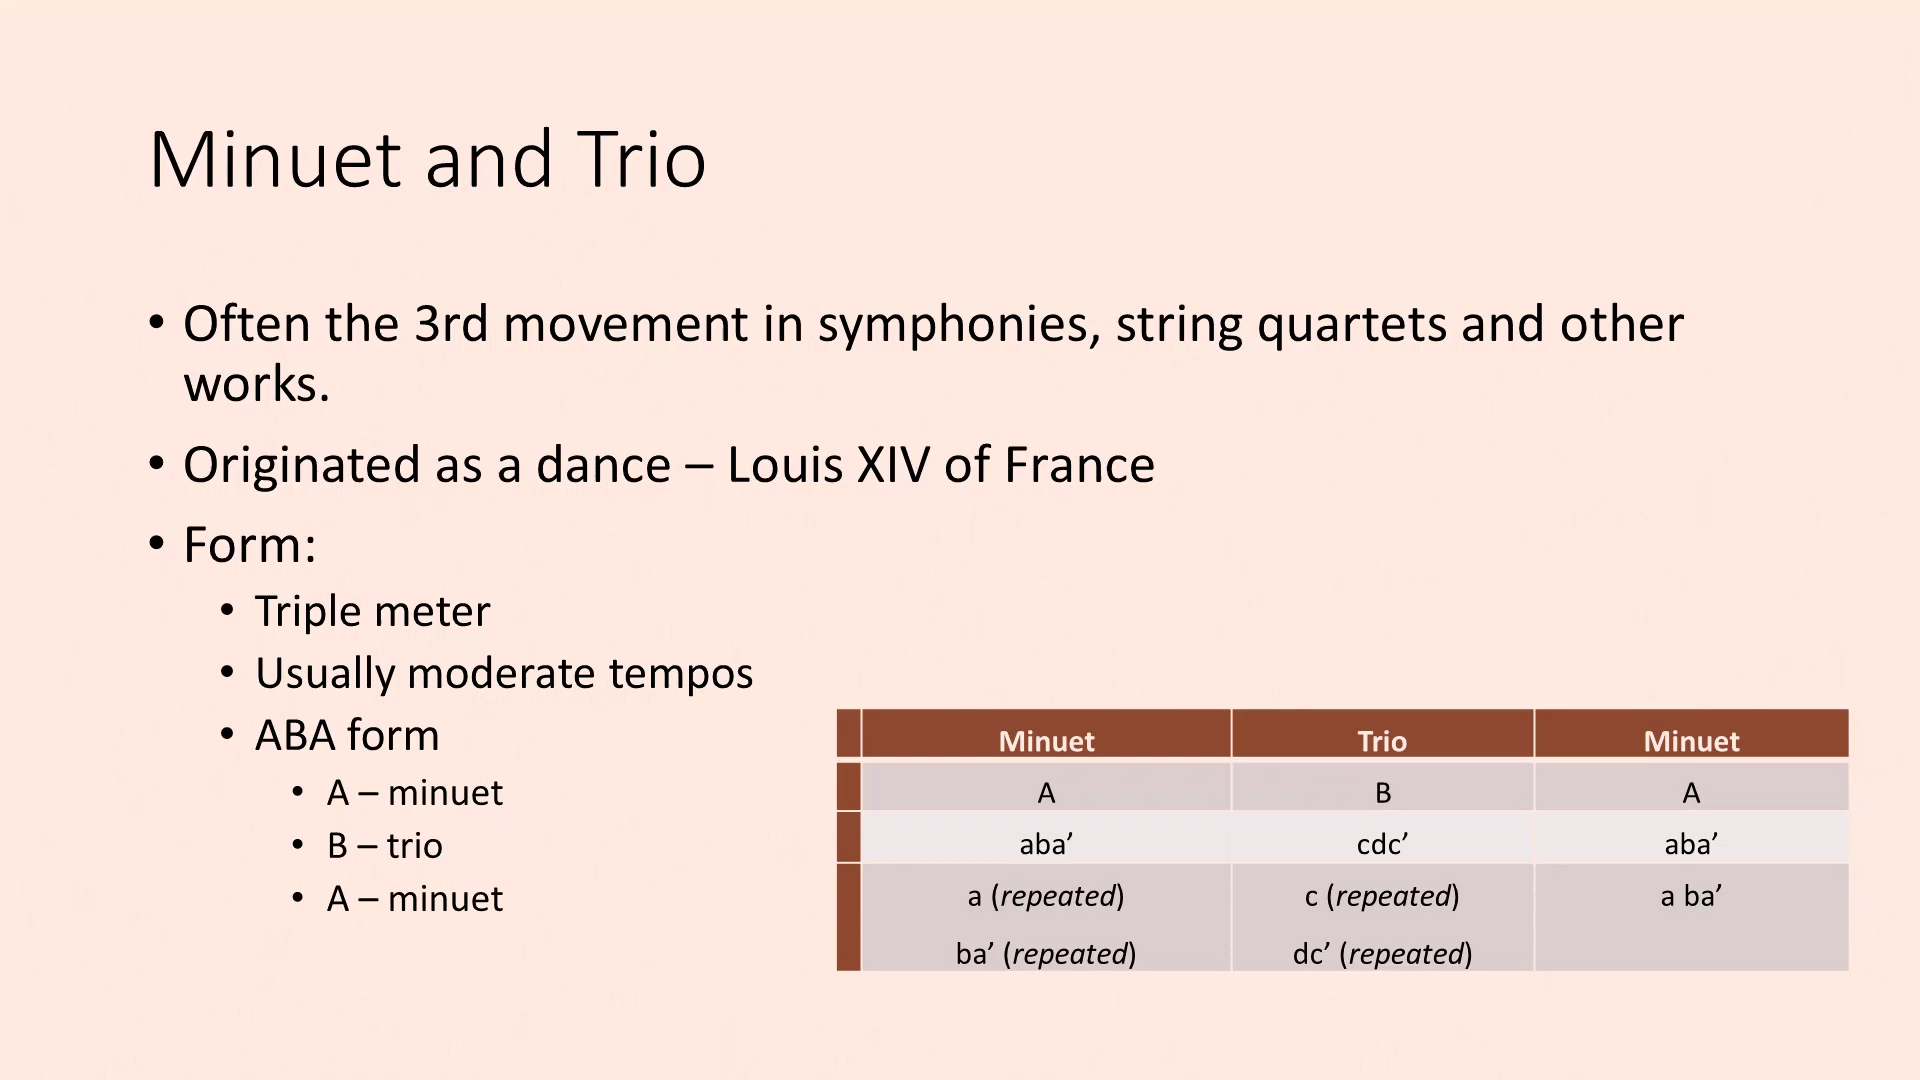 Minuet and Trio
• Often the 3rd movement in symphonies, string quartets and other
works.
• Originated as a dance – Louis XIV of France
• Form:
• Triple meter
• Usually moderate tempos
• ABA form
• A – minuet
• B – trio
• A – minuet
Minuet Trio Minuet
A B A
aba’ cdc’ aba’
a (repeated) c (repeated) a ba’
ba’ (repeated) dc’ (repeated)